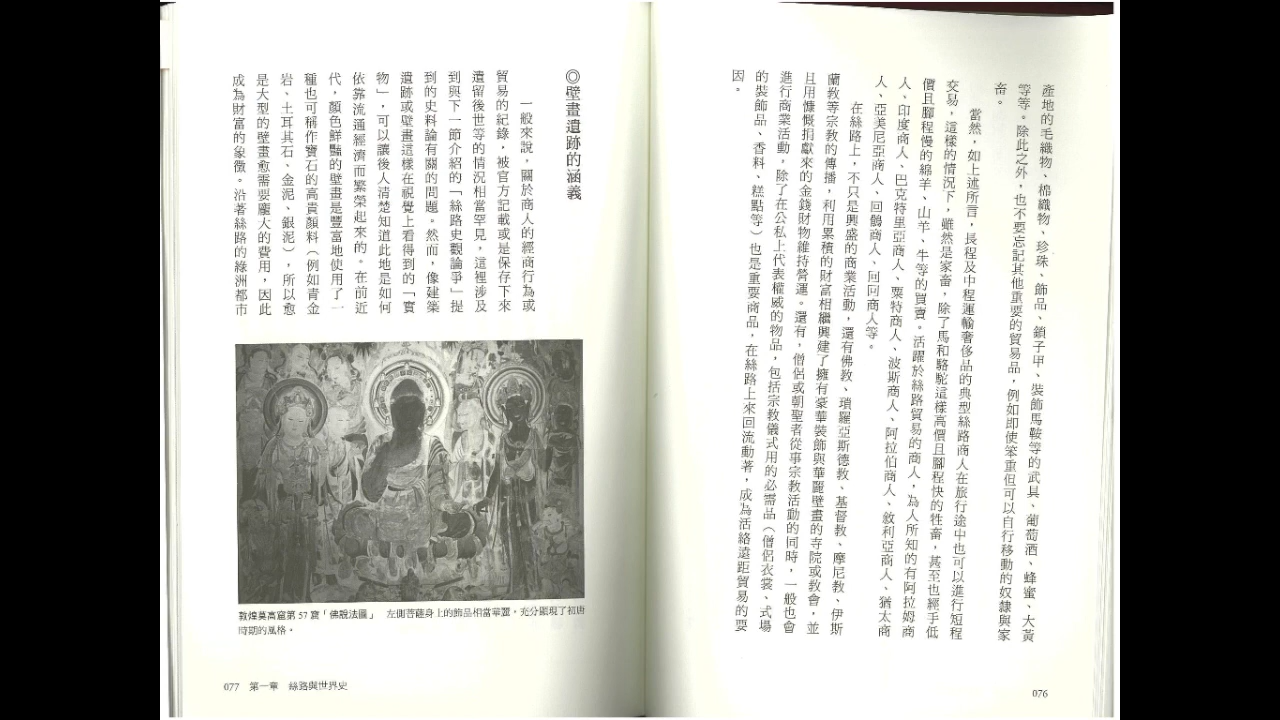 產地的毛織物、棉織物、珍珠、飾品、鎖子甲、裝飾馬鞍等的武具、葡萄酒、蜂蜜、大黃
等等。除此之外，也不要忘記其他重要的貿易品，例如即使笨重但可以自行移動的奴隸與家
畜。
當然，如上述所言，長程及中程運輸奢侈品的典型絲路商人在旅行途中也可以進行短程
交易，這樣的情況下，雖然是家畜，除了馬和駱駝這樣高價且腳程快的牲畜，甚至也經手低
價且腳程慢的綿羊、山羊、牛等的買賣。活躍於絲路貿易的商人，為人所知的有阿拉姆商
人、印度商人、巴克特里亞商人、粟特商人、波斯商人、阿拉伯商人、敘利亞商人、猶太商
人、亞美尼亞商人、回鶻商人、回回商人等。
在絲路上，不只是興盛的商業活動，還有佛教、瑣羅亞斯德教、基督教、摩尼教、伊斯
蘭教等宗教的傳播，利用累積的財富相繼興建了擁有豪華裝飾與華麗壁畫的寺院或教會，並
且用慷慨捐獻來的金錢財物維持營運。還有，僧侶或朝聖者從事宗教活動的同時，一般也會
進行商業活動，除了在公私上代表權威的物品，包括宗教儀式用的必需品（僧侶衣裳、式場
的裝飾品、香料、糕點等）也是重要商品，在絲路上來回流動著，成為活絡遠距貿易的要
因。
076
◎壁畫遺跡的涵義
一般來說，關於商人的經商行為或
貿易的紀錄，被官方記載或是保存下來
遺留後世等的情況相當罕見，這裡涉及
到與下一節介紹的「絲路史觀論爭」提
到的史料論有關的問題。然而，像建築
遺跡或壁畫這樣在視覺上看得到的「實
物」，可以讓後人清楚知道此地是如何
依靠流通經濟而繁榮起來的。在前近
代，顏色鮮豔的壁畫是豐富地使用了一
種也可稱作寶石的高貴顏料（例如青金
岩、土耳其石、金泥、銀泥），所以愈
是大型的壁畫愈需要龐大的費用，因此
成為財富的象徵。沿著絲路的綠洲都市
敦煌莫高窟第57窟「佛說法圖」　左側菩薩身上的飾品相當華麗，充分顯現了初唐
時期的風格。
077　第一章　絲路與世界史